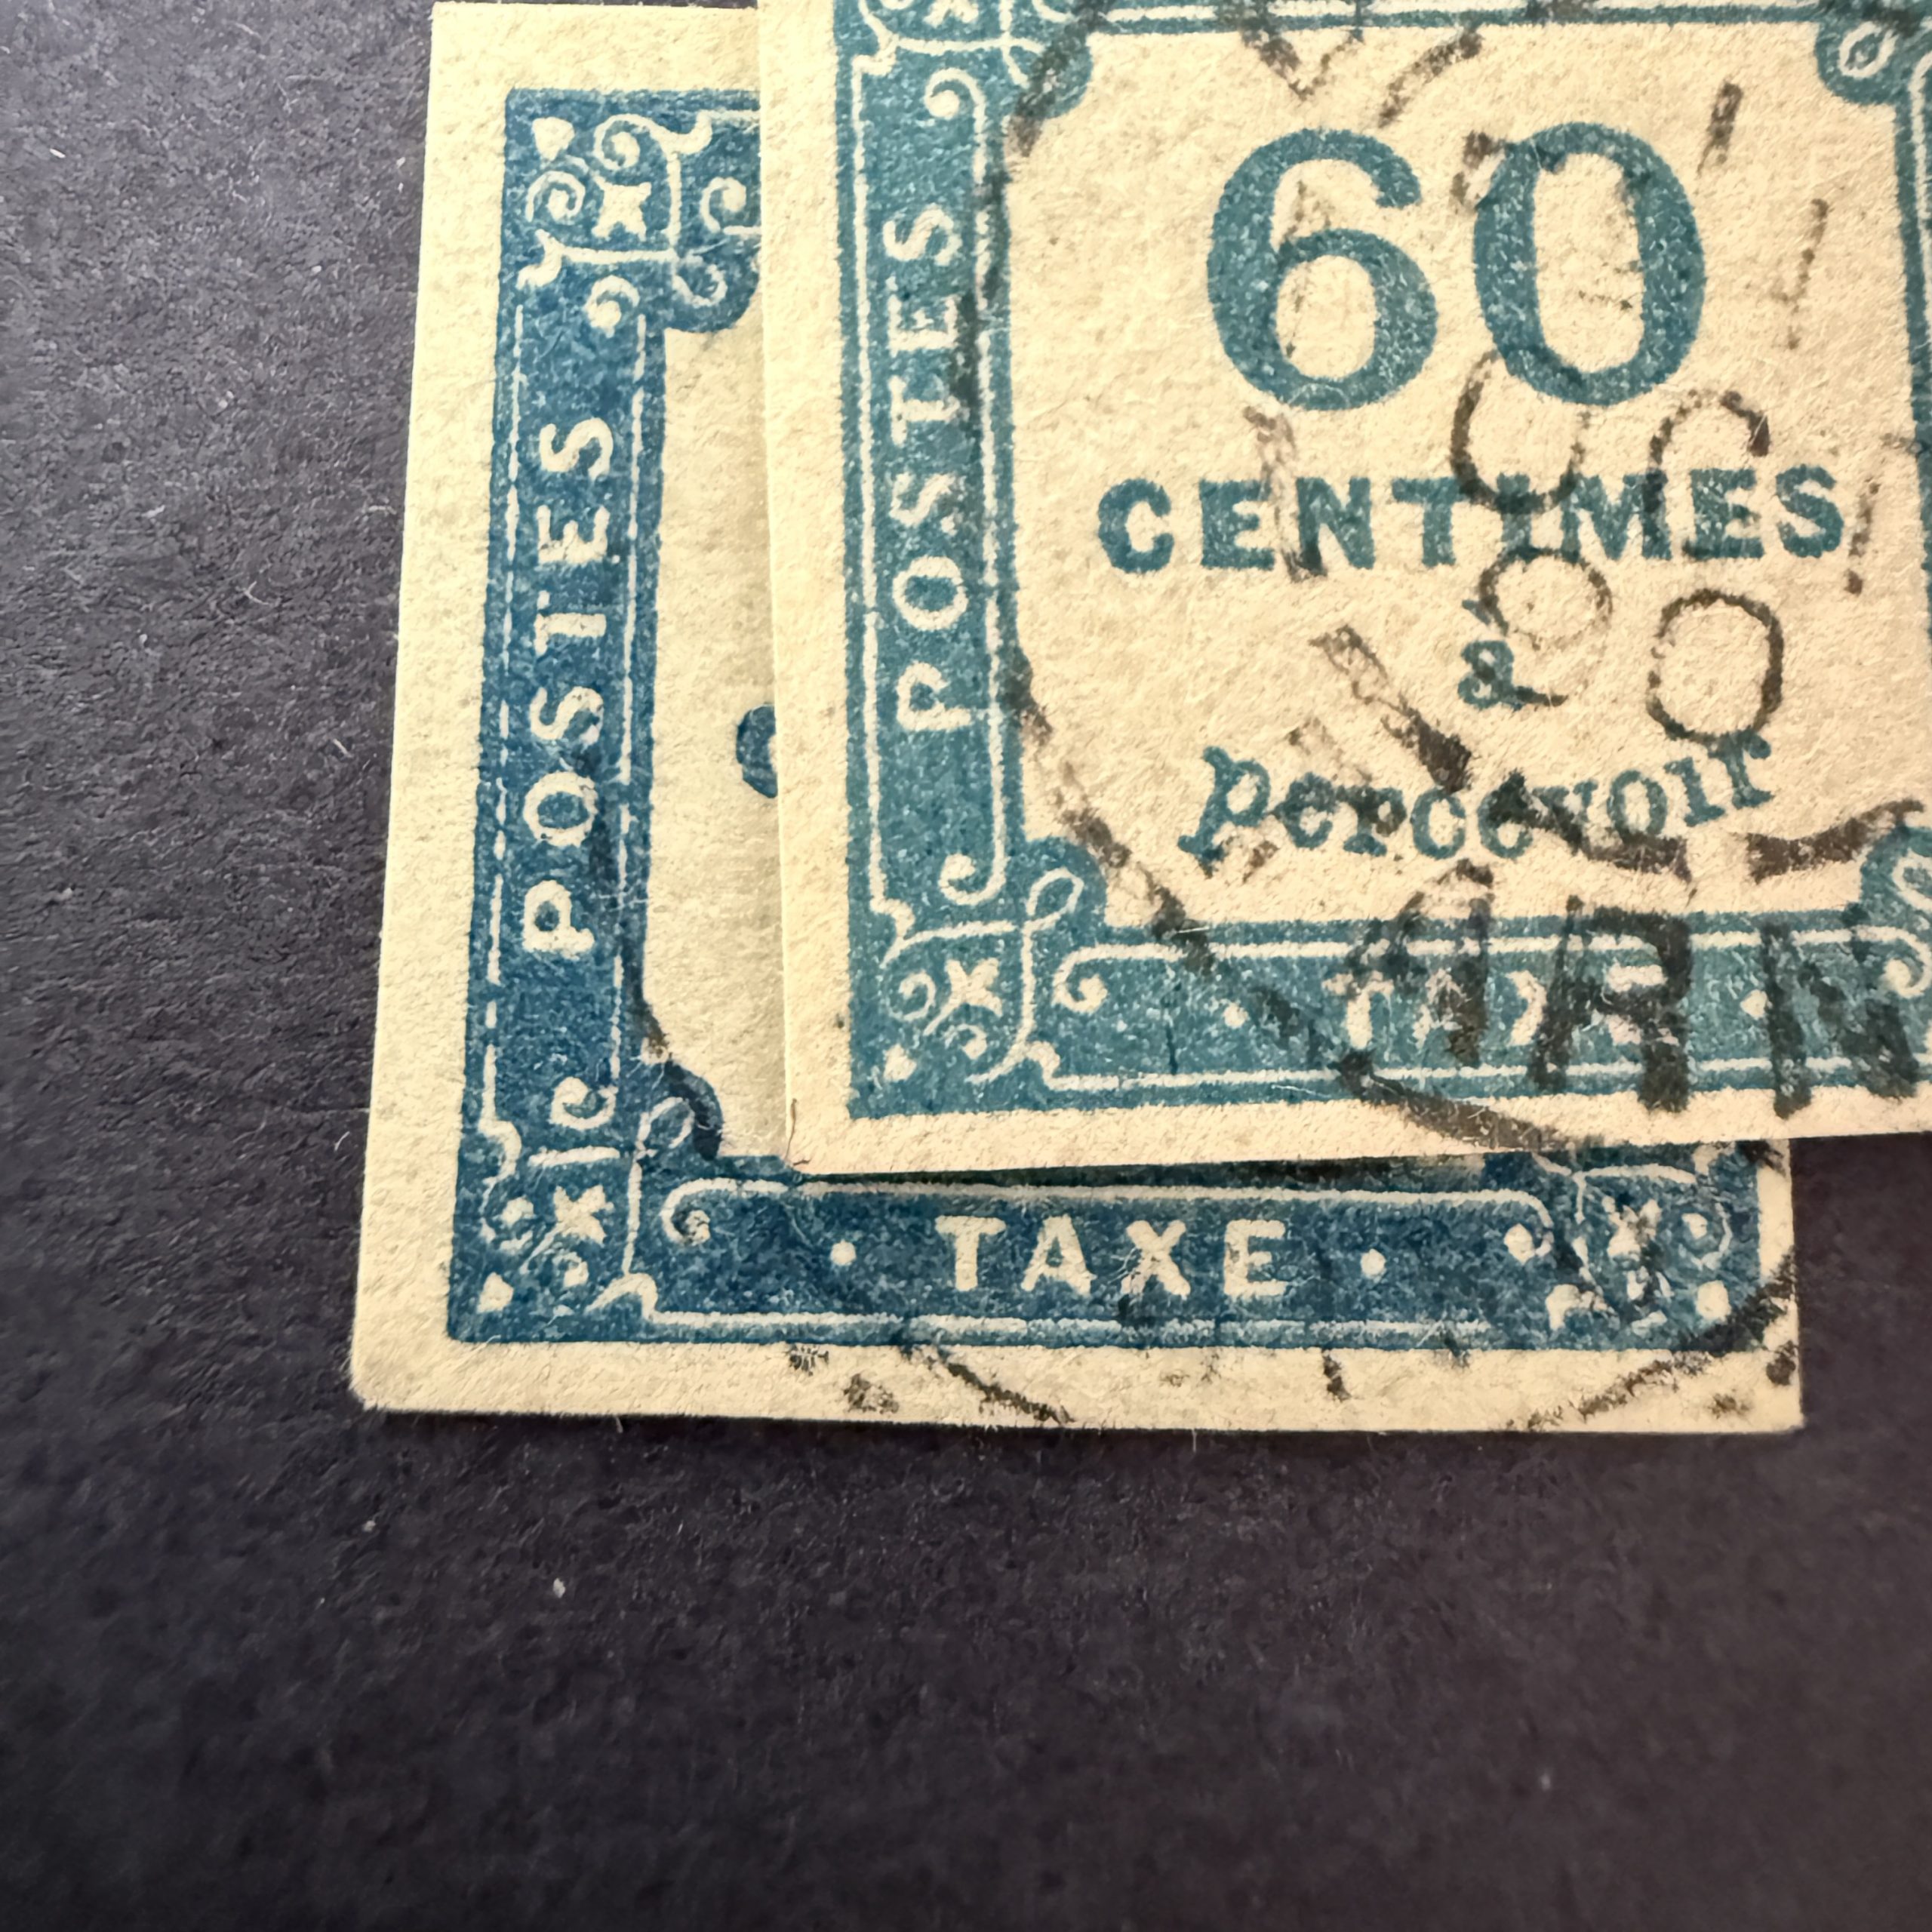 POSTES
TAXE
POSTES
60
CENTIMES
à
percevoir
TAXE